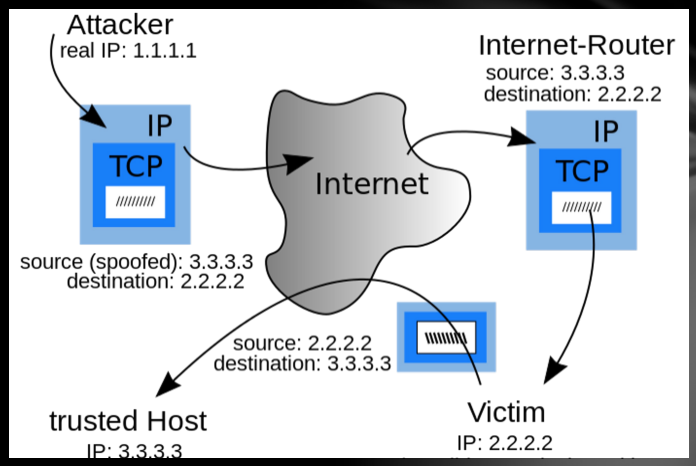 Attacker
real IP: 1.1.1.1
Internet-Router
source: 3.3.3.3
destination: 2.2.2.2
IP
TCP
//////////
Internet
IP
TCP
//////////
source (spoofed): 3.3.3.3
destination: 2.2.2.2
source: 2.2.2.2
destination: 3.3.3.3
\\\\\\\\\\
trusted Host
IP: 3.3.3.3
Victim
IP: 2.2.2.2